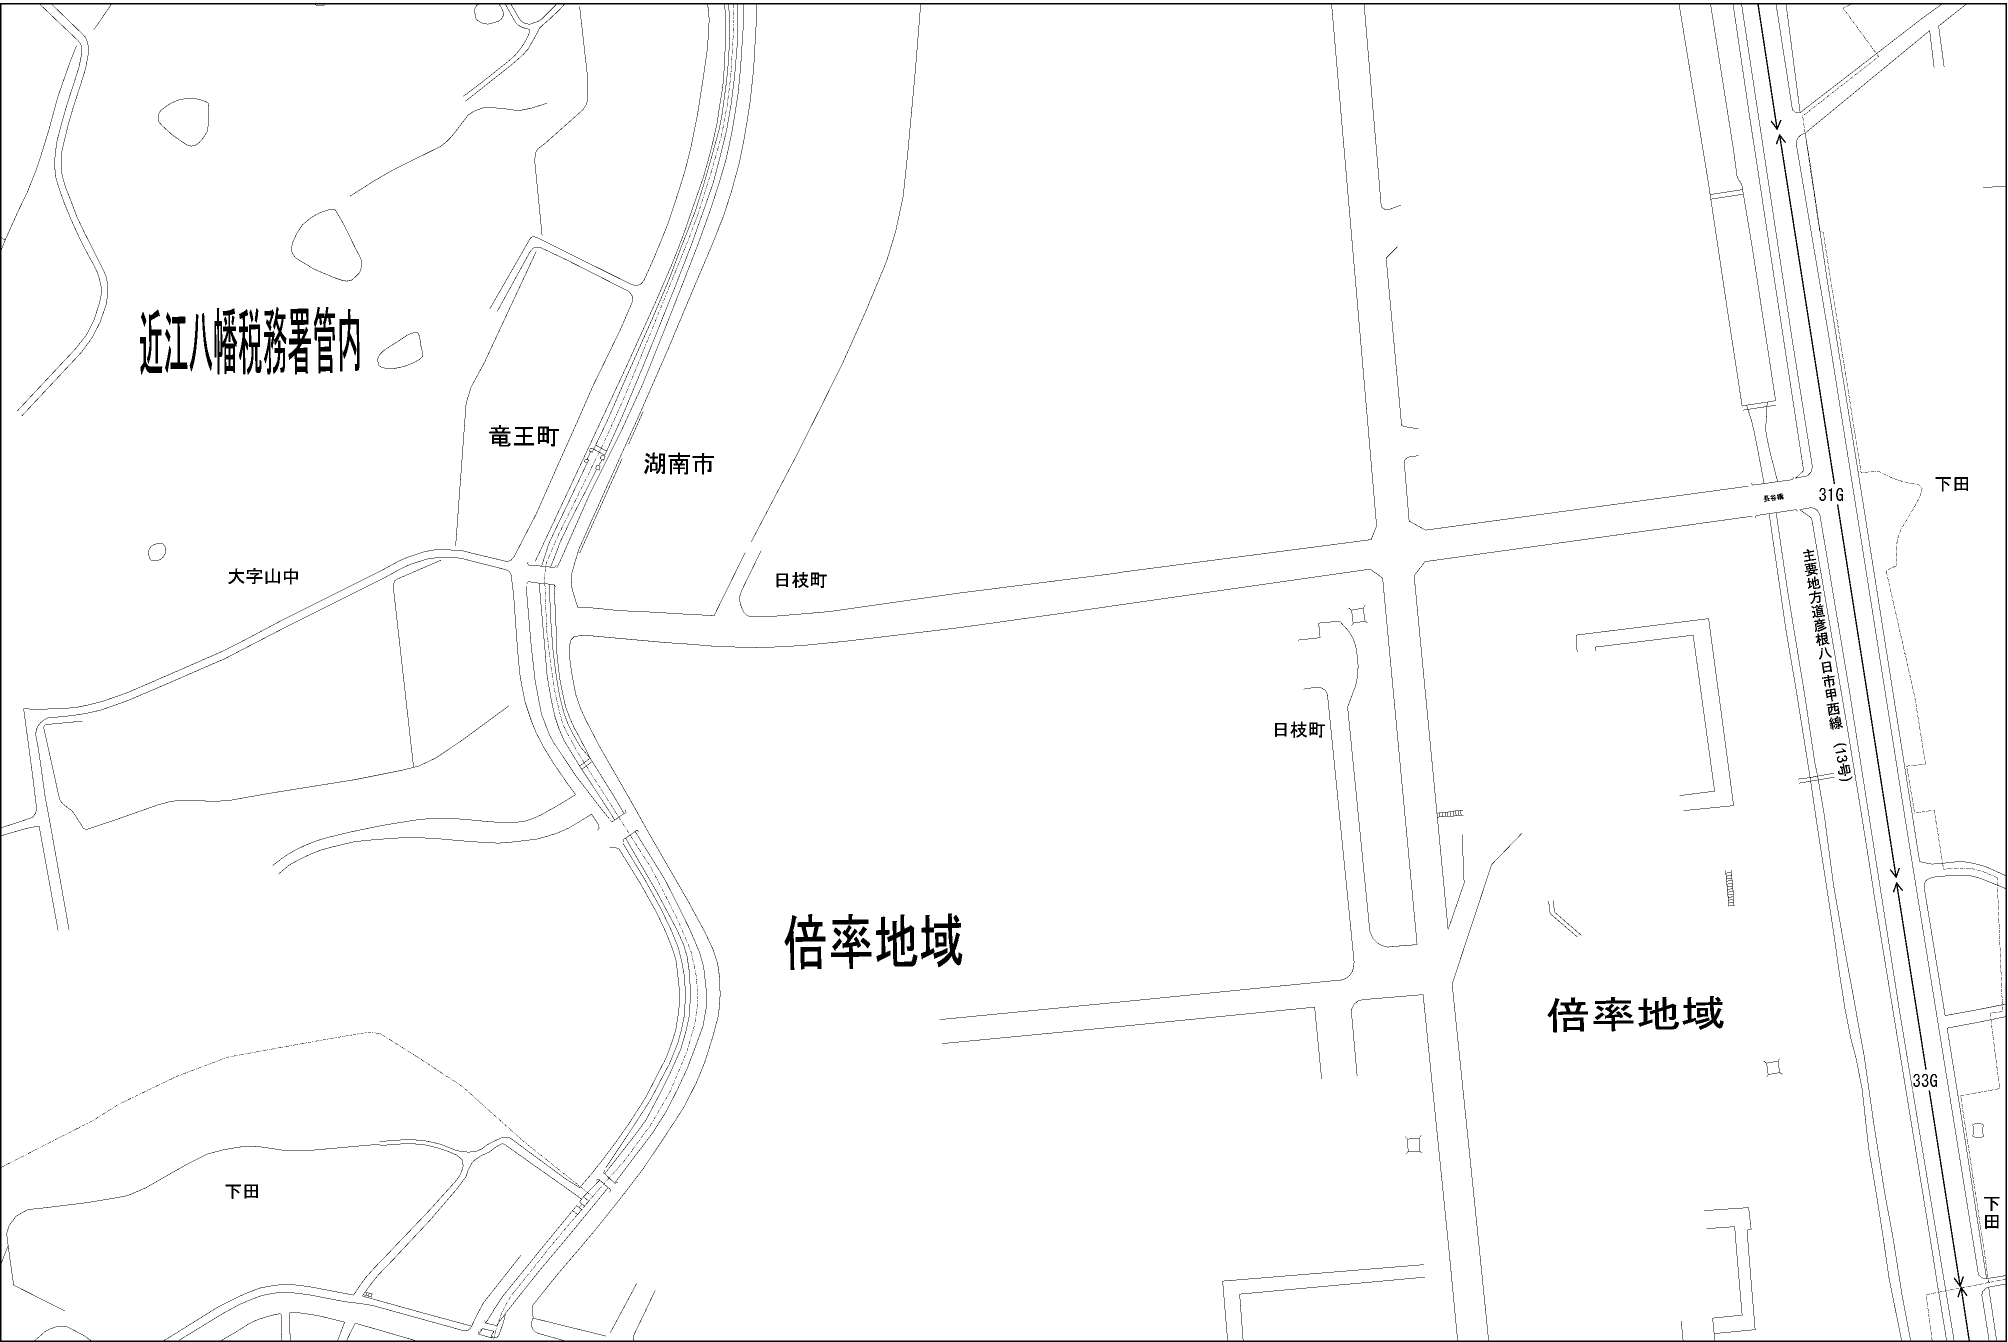 近江八幡税務署管内
竜王町
湖南市
下田
31G
長谷橋
大字山中
日枝町
主要地方道彦根八日市甲西線(13号)
日枝町
倍率地域
倍率地域
33G
下田
下田